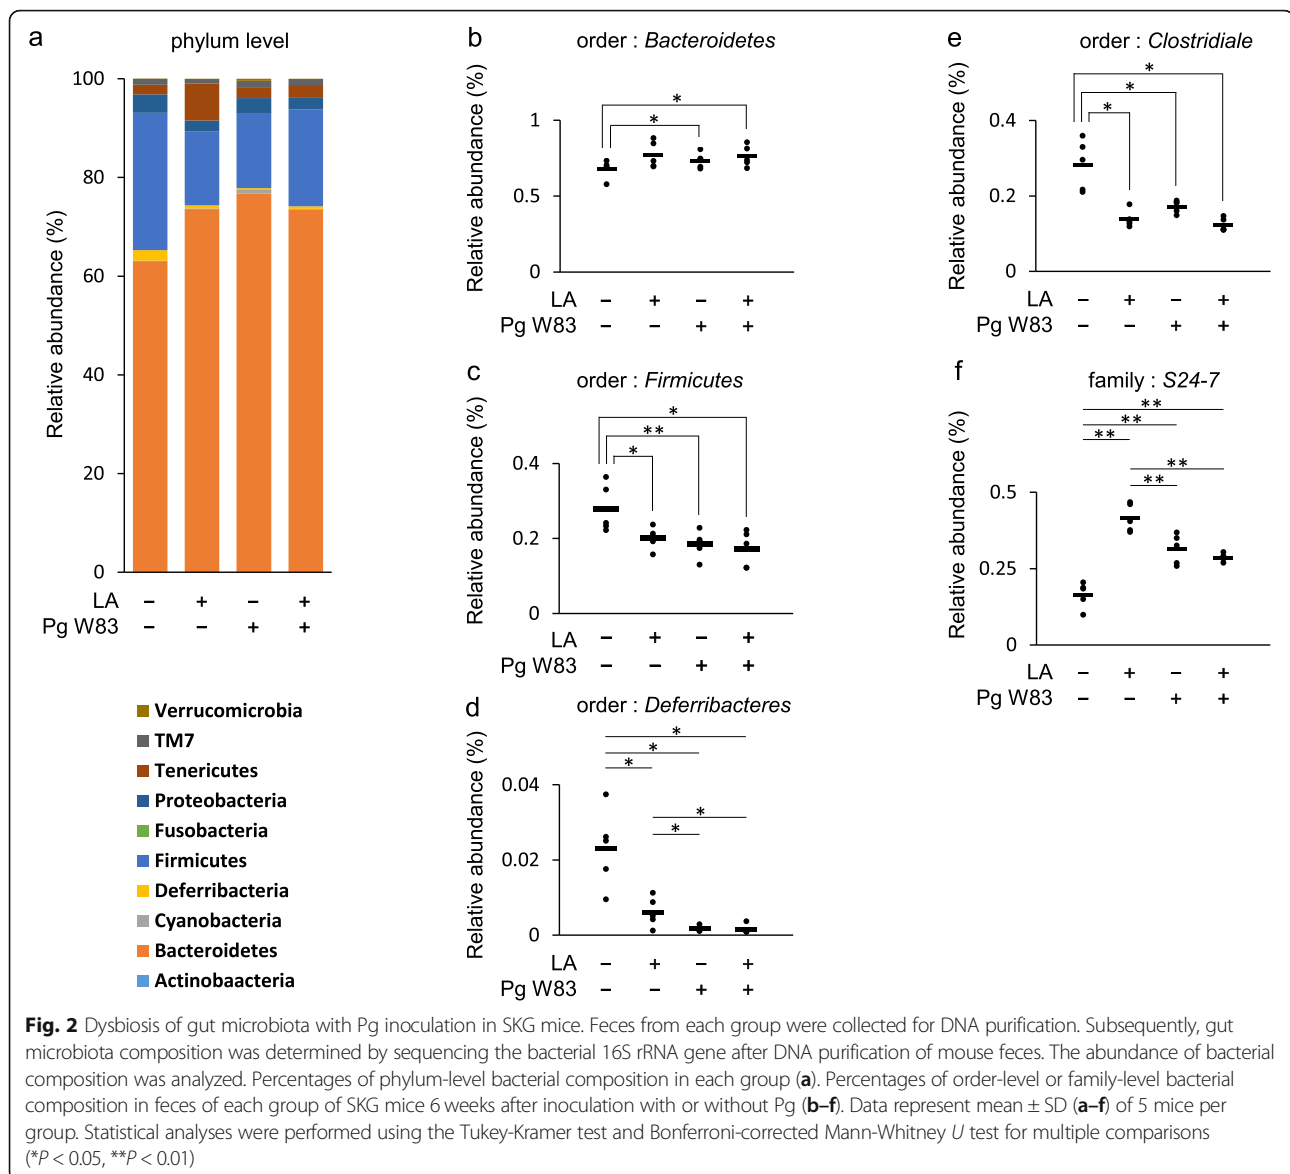 a
phylum level
Relative abundance (%)
100
80
60
40
20
0
LA − + − +
Pg W83 − − + +
Verrucomicrobia
TM7
Tenericutes
Proteobacteria
Fusobacteria
Firmicutes
Deferribacteria
Cyanobacteria
Bacteroidetes
Actinobaacteria
b
order : Bacteroidetes
Relative abundance (%)
1
0.5
0
*
*
LA − + − +
Pg W83 − − + +
c
order : Firmicutes
Relative abundance (%)
0.4
0.2
0
*
**
*
LA − + − +
Pg W83 − − + +
d
order : Deferribacteres
Relative abundance (%)
0.04
0.02
0
*
*
*
*
*
LA − + − +
Pg W83 − − + +
e
order : Clostridiale
Relative abundance (%)
0.4
0.2
0
*
*
*
LA − + − +
Pg W83 − − + +
f
family : S24-7
Relative abundance (%)
0.5
0.25
0
**
**
**
**
**
LA − + − +
Pg W83 − − + +
Fig. 2 Dysbiosis of gut microbiota with Pg inoculation in SKG mice. Feces from each group were collected for DNA purification. Subsequently, gut
microbiota composition was determined by sequencing the bacterial 16S rRNA gene after DNA purification of mouse feces. The abundance of bacterial
composition was analyzed. Percentages of phylum-level bacterial composition in each group (a). Percentages of order-level or family-level bacterial
composition in feces of each group of SKG mice 6 weeks after inoculation with or without Pg (b–f). Data represent mean ± SD (a–f) of 5 mice per
group. Statistical analyses were performed using the Tukey-Kramer test and Bonferroni-corrected Mann-Whitney U test for multiple comparisons
(*P < 0.05, **P < 0.01)